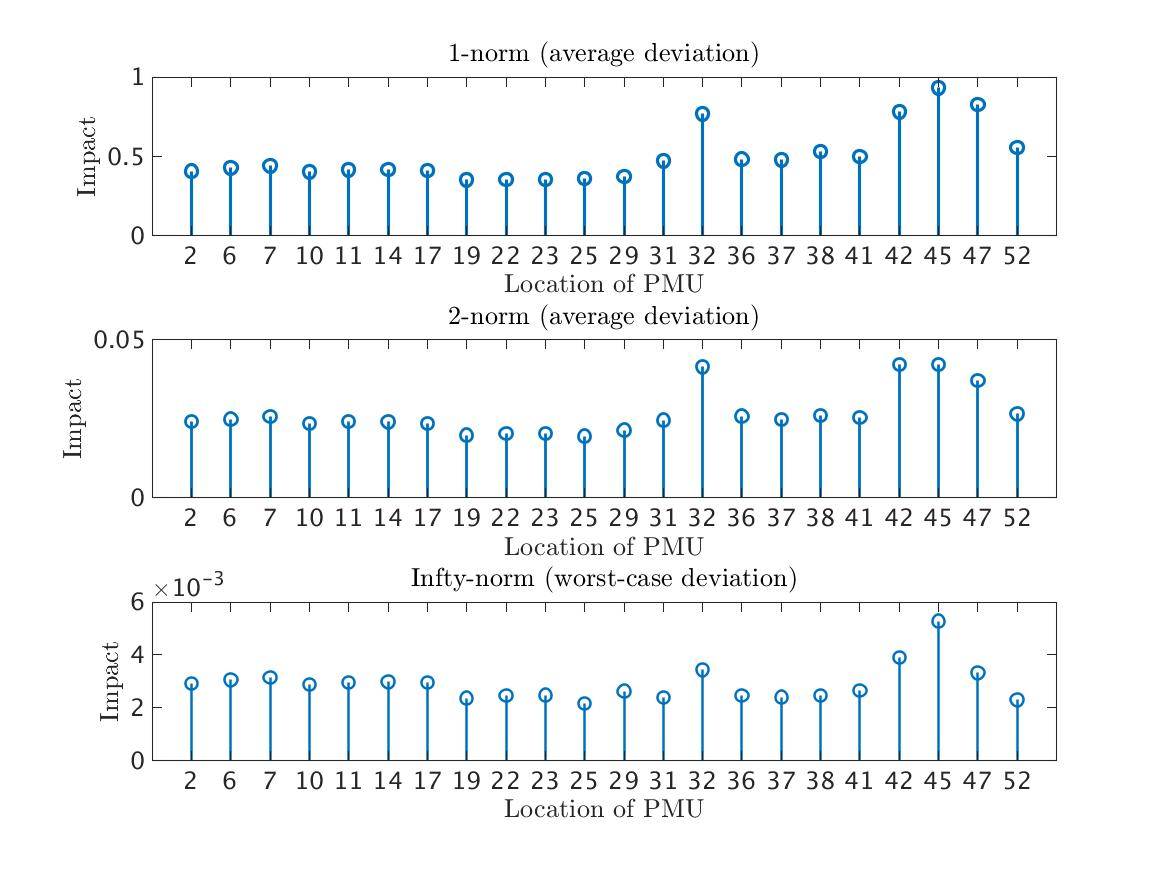 1-norm (average deviation)
1
0.5
0
Impact
2 6 7 10 11 14 17 19 22 23 25 29 31 32 36 37 38 41 42 45 47 52
Location of PMU
2-norm (average deviation)
0.05
0
Impact
2 6 7 10 11 14 17 19 22 23 25 29 31 32 36 37 38 41 42 45 47 52
Location of PMU
Infty-norm (worst-case deviation)
×10⁻³
6
4
2
0
Impact
2 6 7 10 11 14 17 19 22 23 25 29 31 32 36 37 38 41 42 45 47 52
Location of PMU